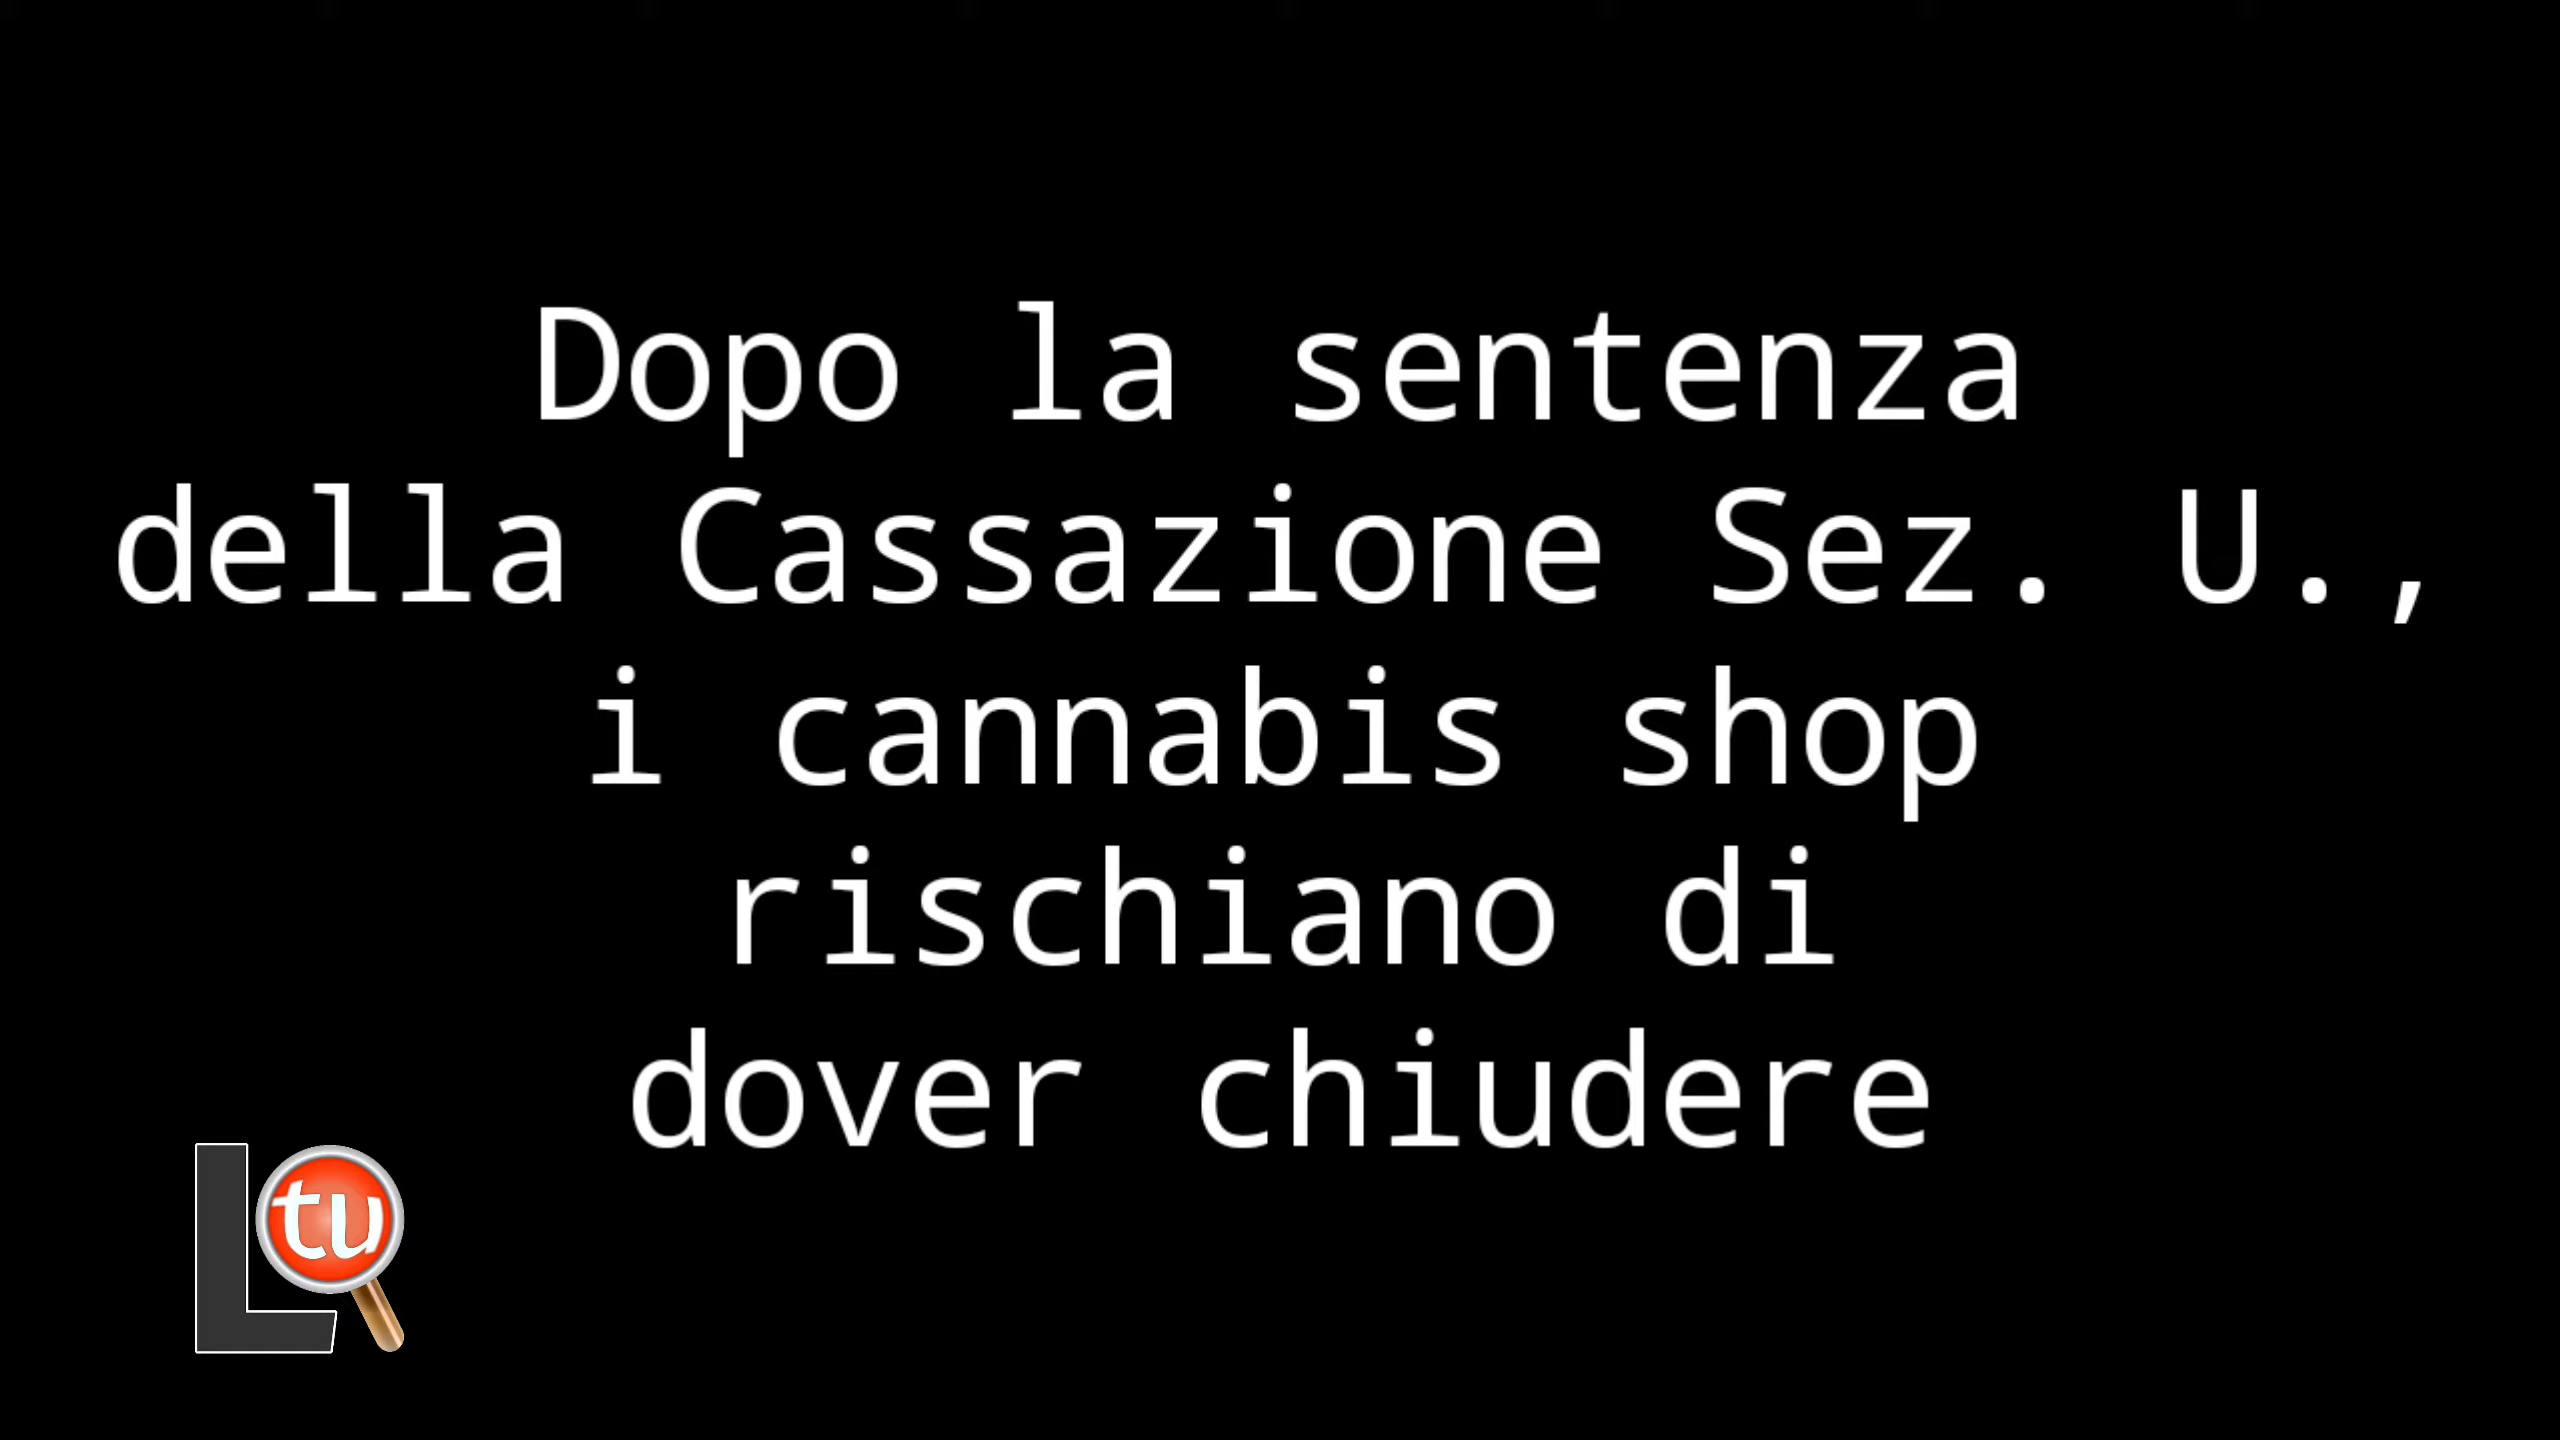 Dopo la sentenza
della Cassazione Sez. U.,
i cannabis shop
rischiano di
dover chiudere
L tu